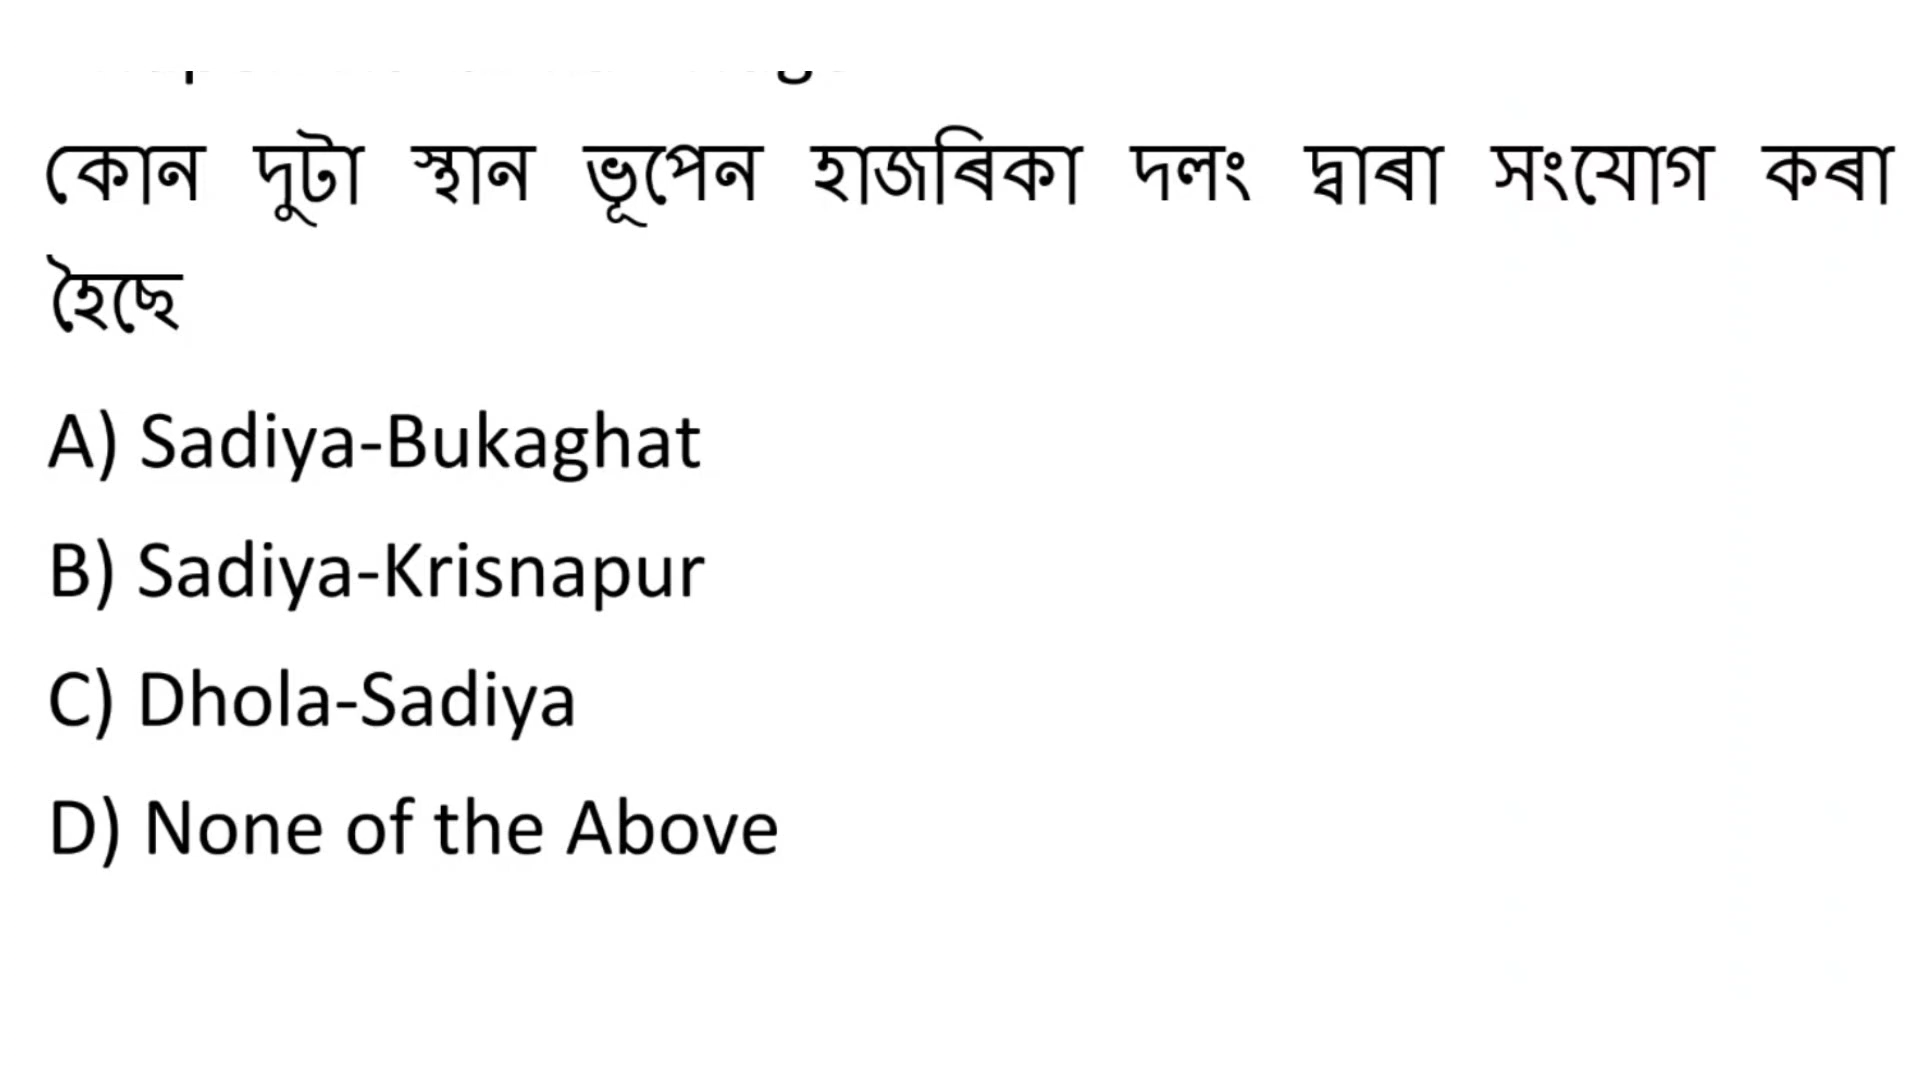 কোন দুটা স্থান ভূপেন হাজৰিকা দলং দ্বাৰা সংযোগ কৰা
হৈছে
A) Sadiya-Bukaghat
B) Sadiya-Krisnapur
C) Dhola-Sadiya
D) None of the Above